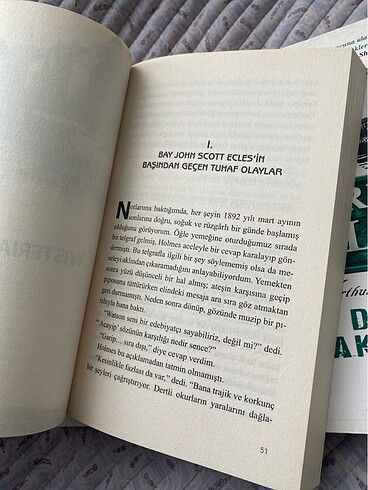 I.
BAY JOHN SCOTT ECLES'İN
BAŞINDAN GEÇEN TUHAF OLAYLAR
Notlarıma baktığımda, her şeyin 1892 yılı mart ayının
sonlarına doğru, soğuk ve rüzgârlı bir günde başlamış
olduğunu görüyorum. Öğle yemeğine oturduğumuz sırada
bir telgraf gelmiş, Holmes aceleyle bir cevap karalayıp gön-
dermişti. Bu telgrafla ilgili bir şey söylememiş olsa da me-
seleyi aklından çıkaramadığını anlayabiliyordum. Yemekten
sonra yüzü düşünceli bir hal almış; ateşin karşısına geçip
piposunu tüttürürken elindeki mesaja ara sıra göz atmaktan
geri durmamıştı. Neden sonra dönüp, gözünde muzip bir pı-
rıltıyla bana baktı.
"Watson seni bir edebiyatçı sayabiliriz, değil mi?" dedi.
"'Acayip' sözünün karşılığı nedir sence?"
"Garip... sıra dışı," diye cevap verdim.
Holmes bu açıklamadan tatmin olmamıştı.
"Kesinlikle fazlası da var," dedi. "Bana trajik ve korkunç
bir şeyleri çağrıştırıyor. Dertli okurların yaralarını dağla-
51
WISTERIA